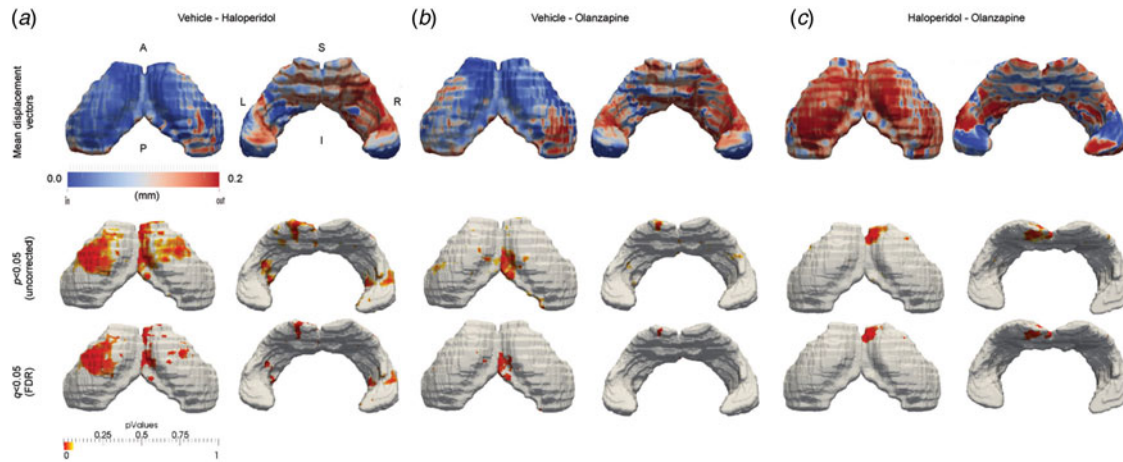 (a) Vehicle - Haloperidol
(b) Vehicle - Olanzapine
(c) Haloperidol - Olanzapine
Mean displacement
vectors
A
P
S
L
R
I
0.0
0.2
(mm)
in
out
p<0.05
(uncorrected)
q<0.05
(FDR)
pValues
0.25 0.5 0.75
0 1